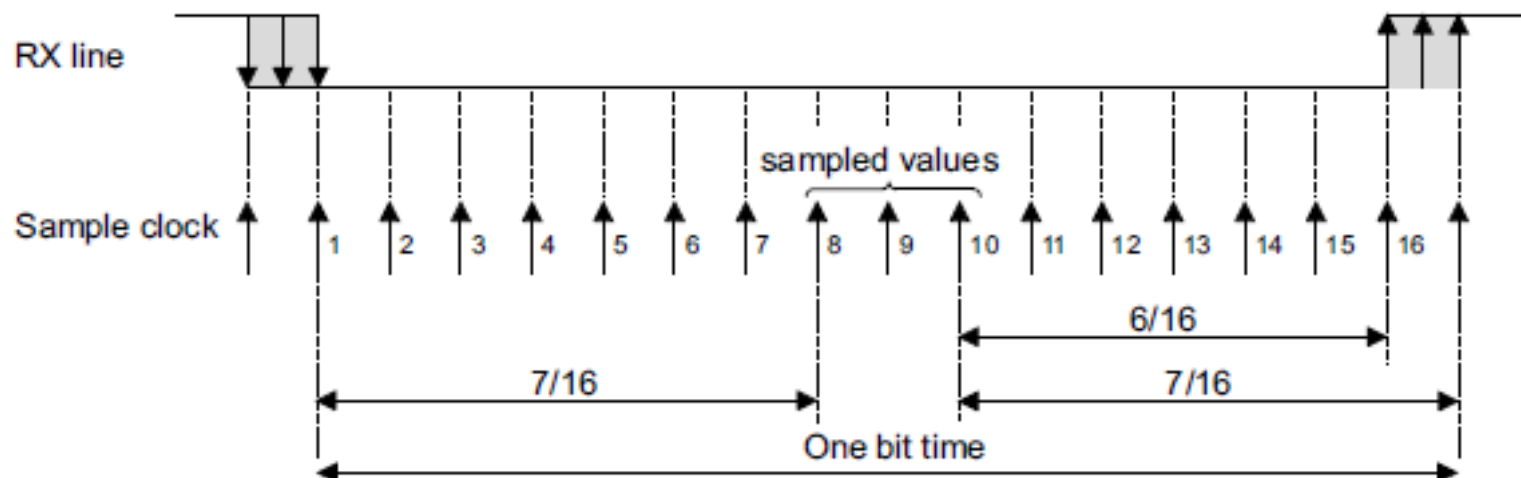 RX line
sampled values
Sample clock
1 2 3 4 5 6 7 8 9 10 11 12 13 14 15 16
6/16
7/16 7/16
One bit time